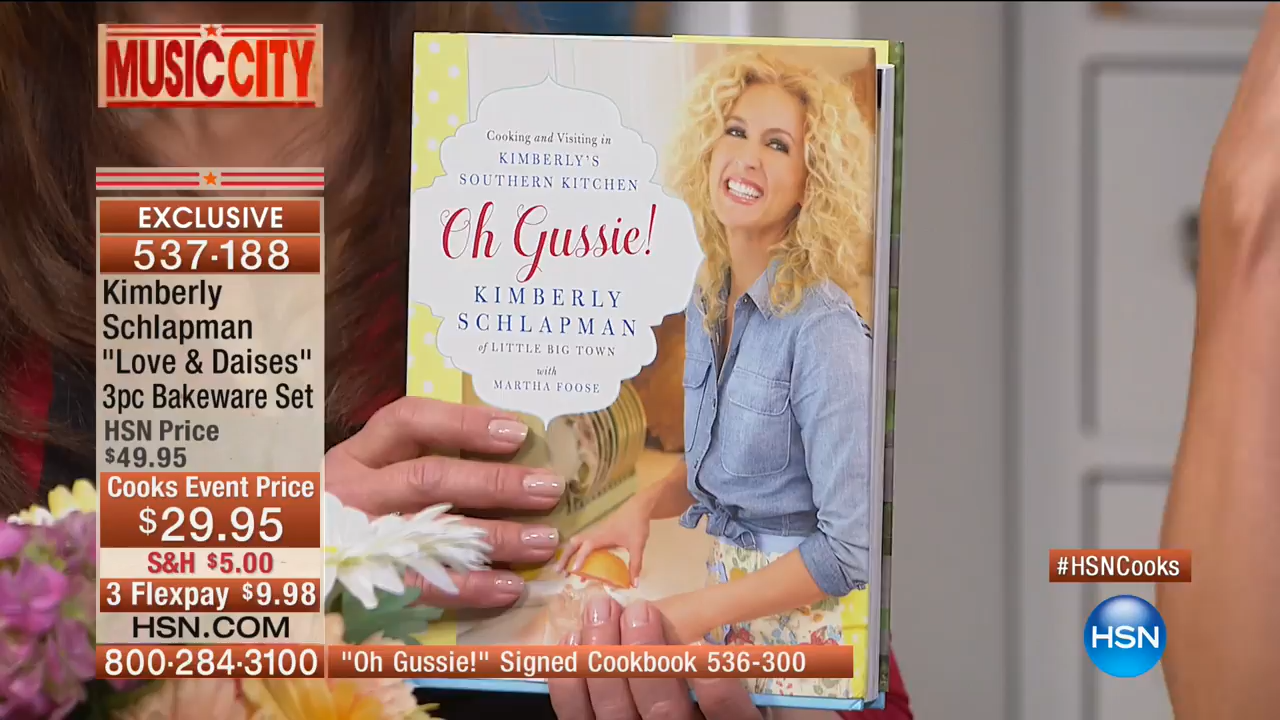 MUSIC CITY
EXCLUSIVE
537·188
Kimberly
Schlapman
"Love & Daises"
3pc Bakeware Set
HSN Price
$49.95
Cooks Event Price
$29.95
S&H $5.00
3 Flexpay $9.98
HSN.COM
800·284·3100
"Oh Gussie!" Signed Cookbook 536-300
Cooking and Visiting in
KIMBERLY'S
SOUTHERN KITCHEN
Oh Gussie!
KIMBERLY
SCHLAPMAN
of LITTLE BIG TOWN
with
MARTHA FOOSE
#HSNCooks
HSN